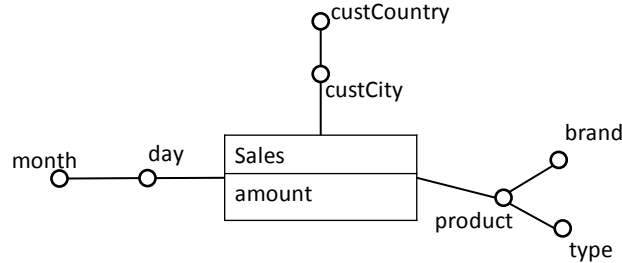 custCountry
custCity
brand
month
day
Sales
amount
product
type